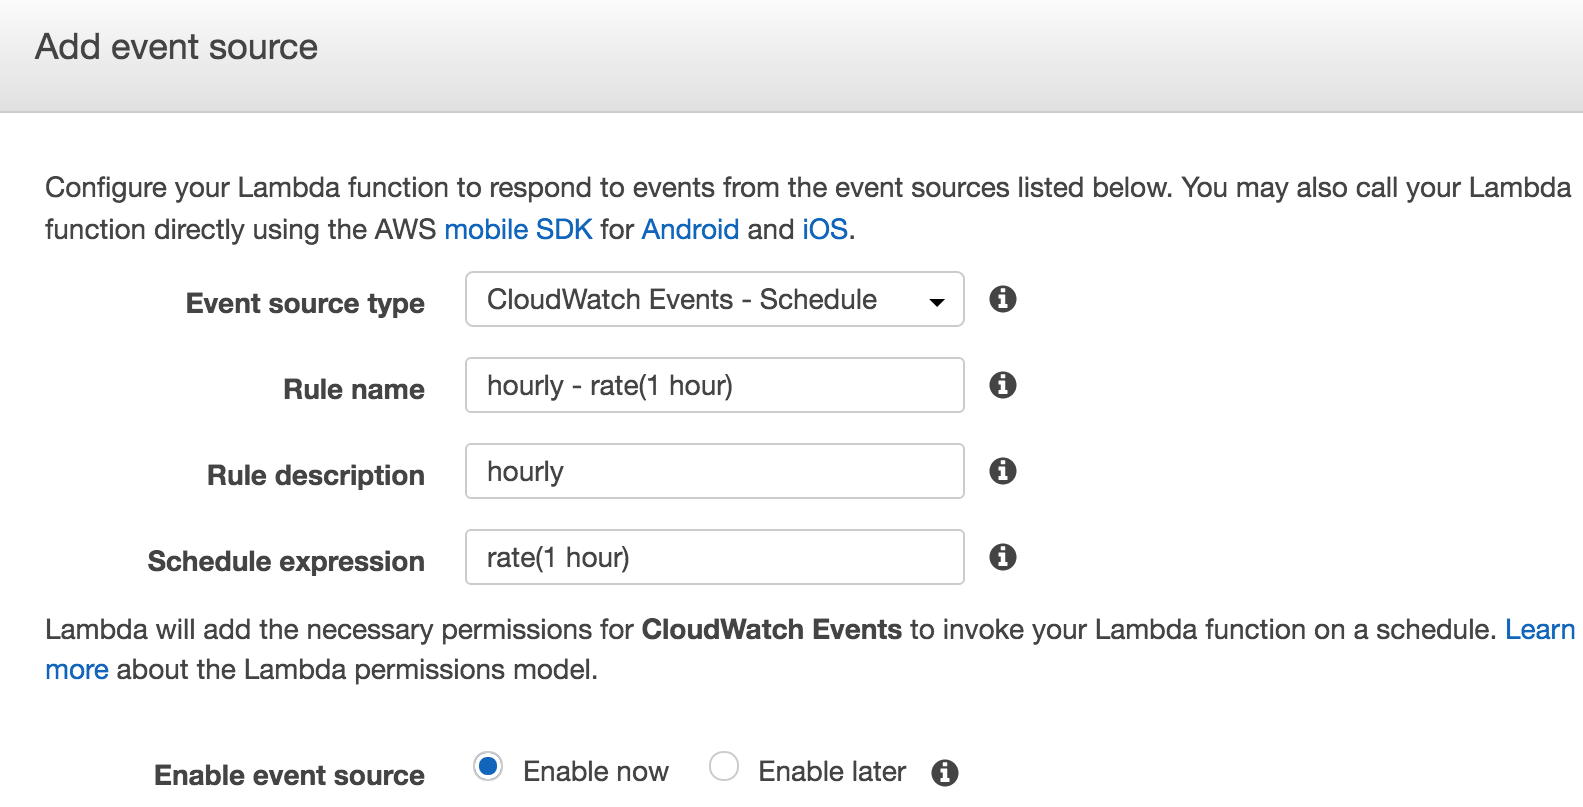 Add event source
Configure your Lambda function to respond to events from the event sources listed below. You may also call your Lambda
function directly using the AWS mobile SDK for Android and iOS.
Event source type CloudWatch Events - Schedule
Rule name hourly - rate(1 hour)
Rule description hourly
Schedule expression rate(1 hour)
Lambda will add the necessary permissions for CloudWatch Events to invoke your Lambda function on a schedule. Learn
more about the Lambda permissions model.
Enable event source Enable now Enable later